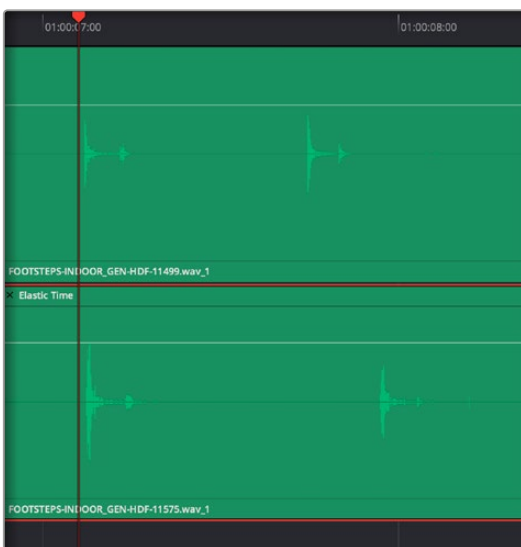 01:00:07:00
01:00:08:00
FOOTSTEPS-INDOOR_GEN-HDF-11499.wav_1
× Elastic Time
FOOTSTEPS-INDOOR_GEN-HDF-11575.wav_1